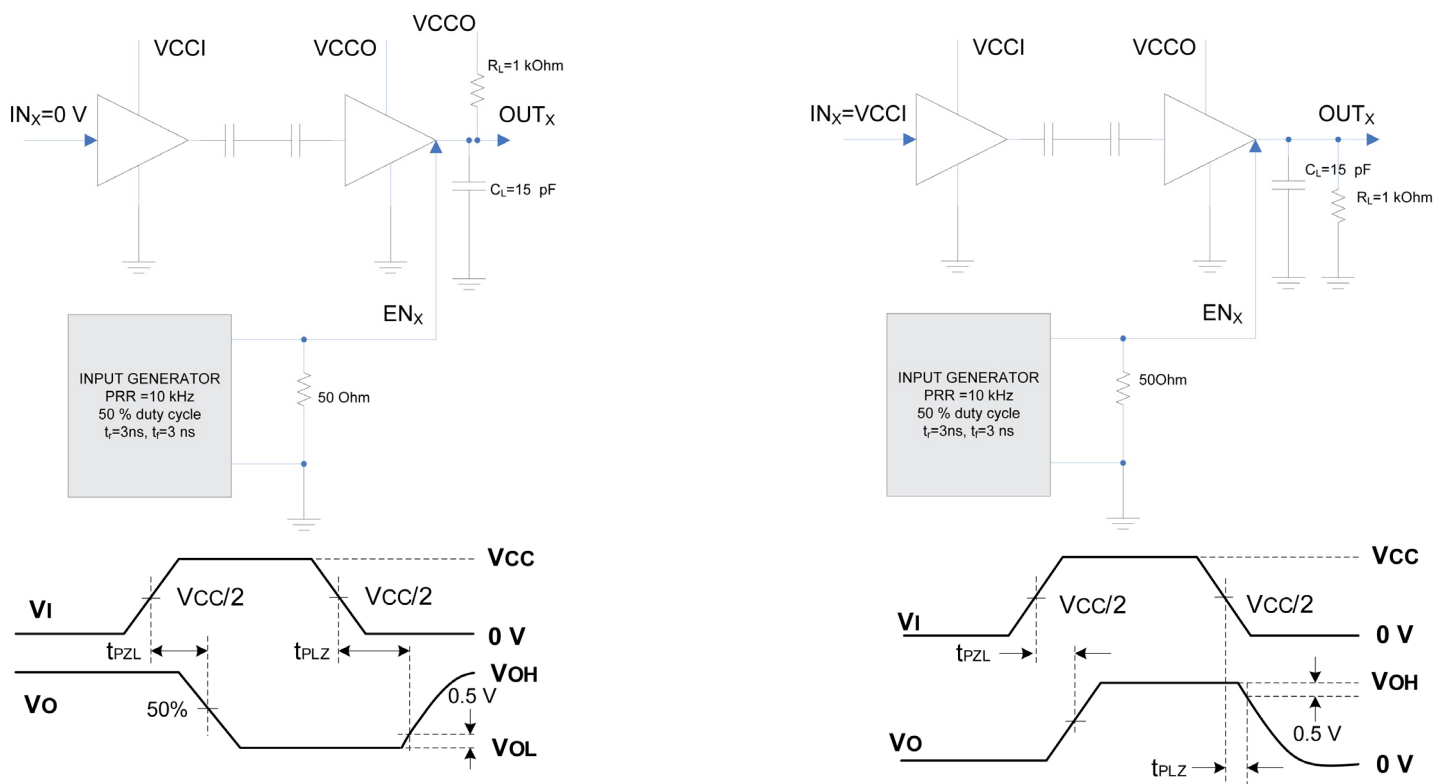 VCCO
VCCI
VCCO
RL=1 kOhm
INX=0 V
OUTX
CL=15 pF
ENX
INPUT GENERATOR
PRR =10 kHz
50 % duty cycle
tr=3ns, tf=3 ns
50 Ohm
VCC
VCC/2
VCC/2
VI
0 V
tPZL
tPLZ
VOH
0.5 V
VO
50%
VOL
VCCI
VCCO
INX=VCCI
OUTX
CL=15 pF
RL=1 kOhm
ENX
INPUT GENERATOR
PRR =10 kHz
50 % duty cycle
tr=3ns, tf=3 ns
50Ohm
VCC
VCC/2
VCC/2
VI
0 V
tPZL
VOH
0.5 V
VO
tPLZ
0 V